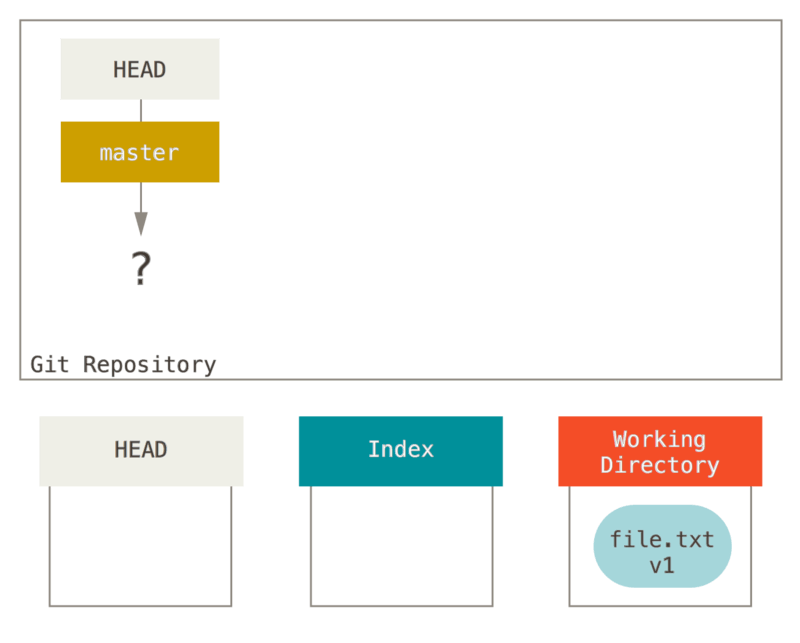 HEAD
master
?
Git Repository
HEAD
Index
Working
Directory
file.txt
v1